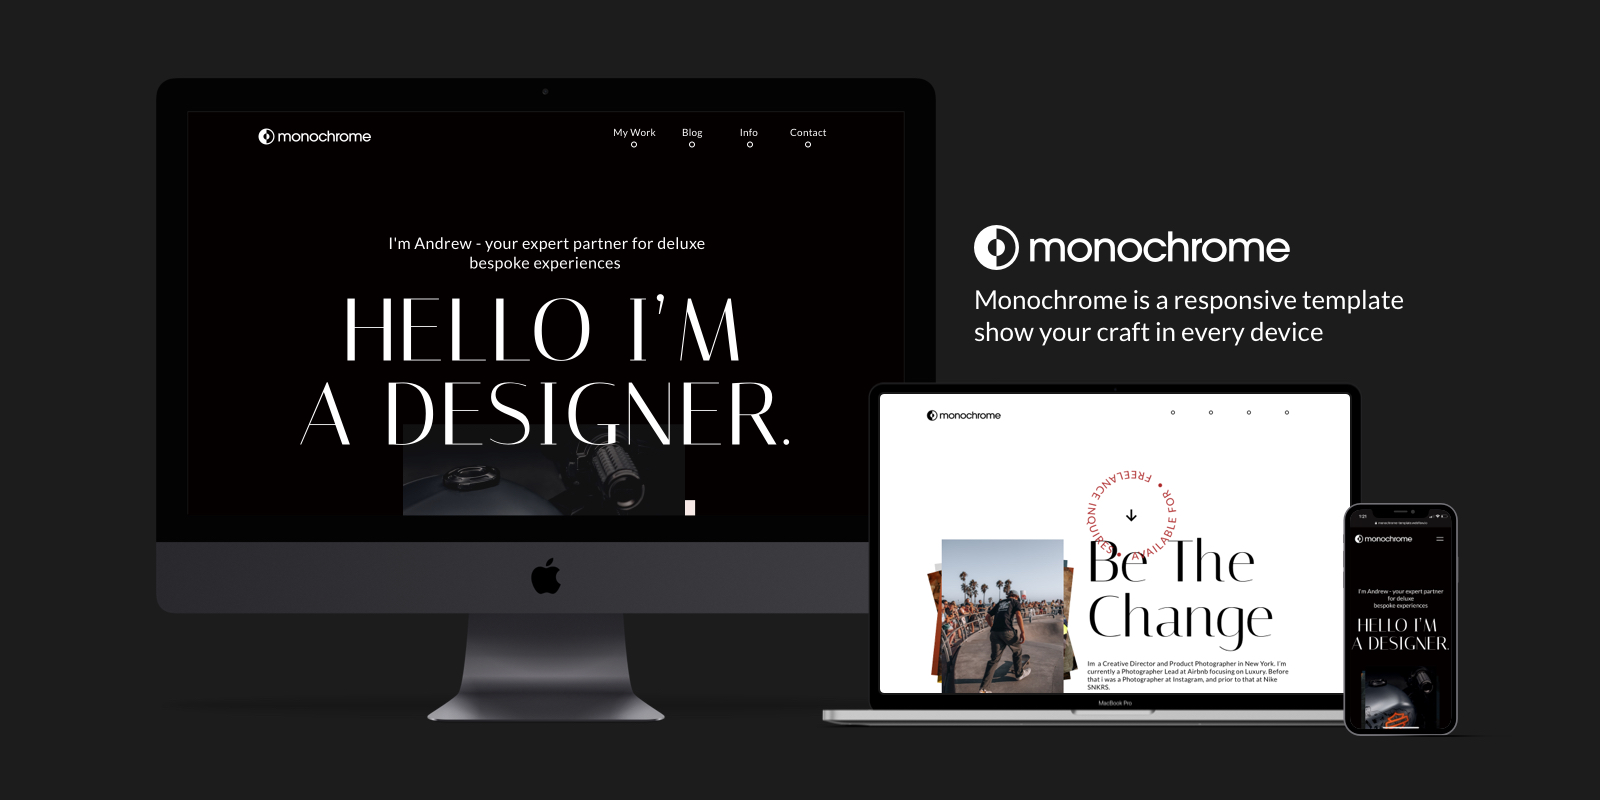 monochrome
My Work Blog Info Contact
I'm Andrew - your expert partner for deluxe
bespoke experiences
HELLO I'M
A DESIGNER.
monochrome
Monochrome is a responsive template
show your craft in every device
monochrome
AVAILABLE FOR • FREELANCE INQUIRES •
Be The
Change
Im a Creative Director and Product Photographer in New York. I'm
currently a Photographer Lead at Airbnb focusing on Luxury. Before
that i was a Photographer at Instagram, and prior to that at Nike
SNKRS.
MacBook Pro
1:21
monochrome
I'm Andrew - your expert partner
for deluxe
bespoke experiences
HELLO I'M
A DESIGNER.